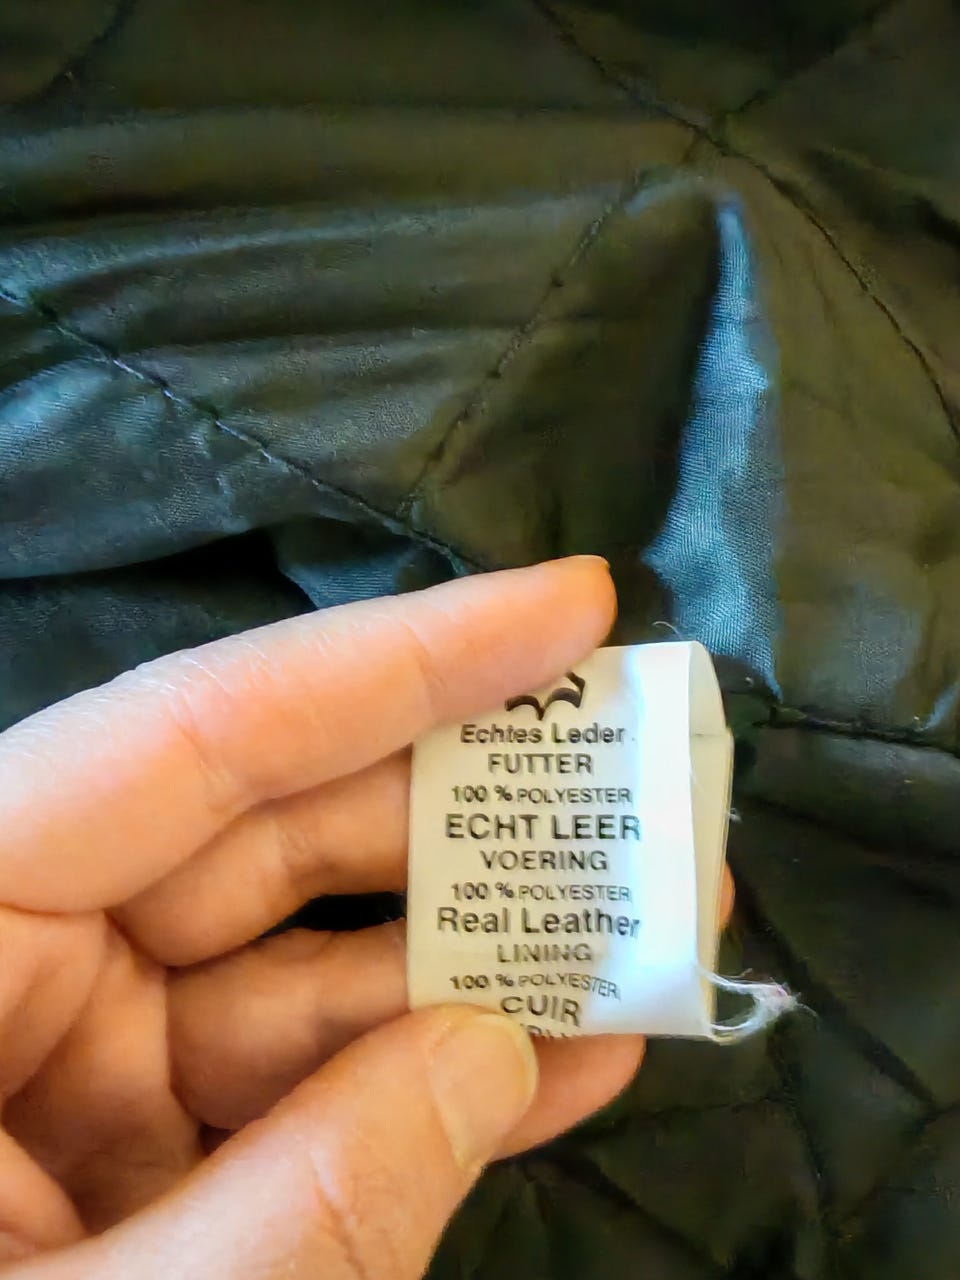 Echtes Leder
FUTTER
100 % POLYESTER
ECHT LEER
VOERING
100 % POLYESTER
Real Leather
LINING
100 % POLYESTER
CUIR